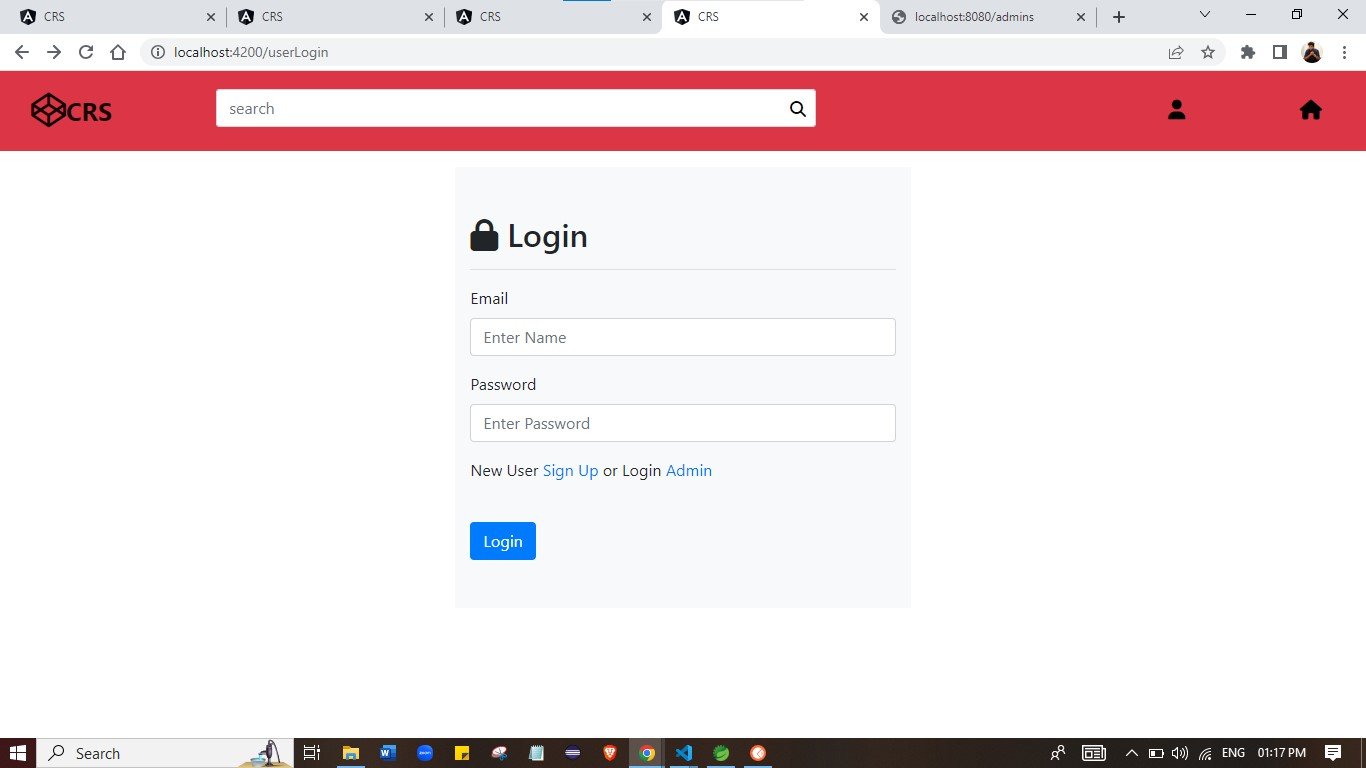 CRS
CRS
CRS
CRS
localhost:8080/admins
localhost:4200/userLogin
CRS
search
Login
Email
Enter Name
Password
Enter Password
New User Sign Up or Login Admin
Login
Search
ENG
01:17 PM